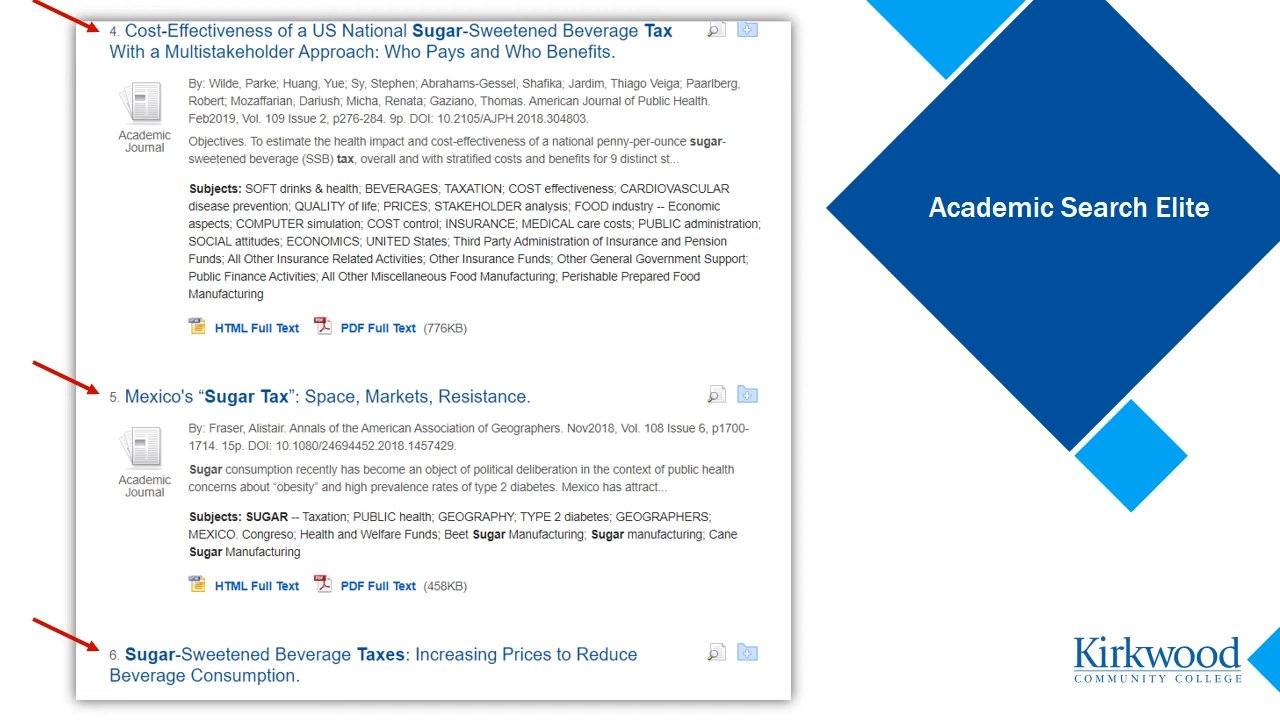 4. Cost-Effectiveness of a US National Sugar-Sweetened Beverage Tax
With a Multistakeholder Approach: Who Pays and Who Benefits.
By: Wilde, Parke; Huang, Yue; Sy, Stephen; Abrahams-Gessel, Shafika; Jardim, Thiago Veiga; Paarlberg,
Robert; Mozaffarian, Dariush; Micha, Renata; Gaziano, Thomas. American Journal of Public Health.
Feb2019, Vol. 109 Issue 2, p276-284. 9p. DOI: 10.2105/AJPH.2018.304803.
Academic
Journal
Objectives. To estimate the health impact and cost-effectiveness of a national penny-per-ounce sugar-
sweetened beverage (SSB) tax, overall and with stratified costs and benefits for 9 distinct st...
Subjects: SOFT drinks & health; BEVERAGES; TAXATION; COST effectiveness; CARDIOVASCULAR
disease prevention; QUALITY of life; PRICES; STAKEHOLDER analysis; FOOD industry -- Economic
aspects; COMPUTER simulation; COST control; INSURANCE; MEDICAL care costs; PUBLIC administration;
SOCIAL attitudes; ECONOMICS; UNITED States; Third Party Administration of Insurance and Pension
Funds; All Other Insurance Related Activities; Other Insurance Funds; Other General Government Support;
Public Finance Activities; All Other Miscellaneous Food Manufacturing; Perishable Prepared Food
Manufacturing
HTML Full Text PDF Full Text (776KB)
5. Mexico's “Sugar Tax”: Space, Markets, Resistance.
By: Fraser, Alistair. Annals of the American Association of Geographers. Nov2018, Vol. 108 Issue 6, p1700-
1714. 15p. DOI: 10.1080/24694452.2018.1457429.
Academic
Journal
Sugar consumption recently has become an object of political deliberation in the context of public health
concerns about “obesity” and high prevalence rates of type 2 diabetes. Mexico has attract...
Subjects: SUGAR -- Taxation; PUBLIC health; GEOGRAPHY; TYPE 2 diabetes; GEOGRAPHERS;
MEXICO. Congreso; Health and Welfare Funds; Beet Sugar Manufacturing; Sugar manufacturing; Cane
Sugar Manufacturing
HTML Full Text PDF Full Text (458KB)
6. Sugar-Sweetened Beverage Taxes: Increasing Prices to Reduce
Beverage Consumption.
Academic Search Elite
Kirkwood
COMMUNITY COLLEGE